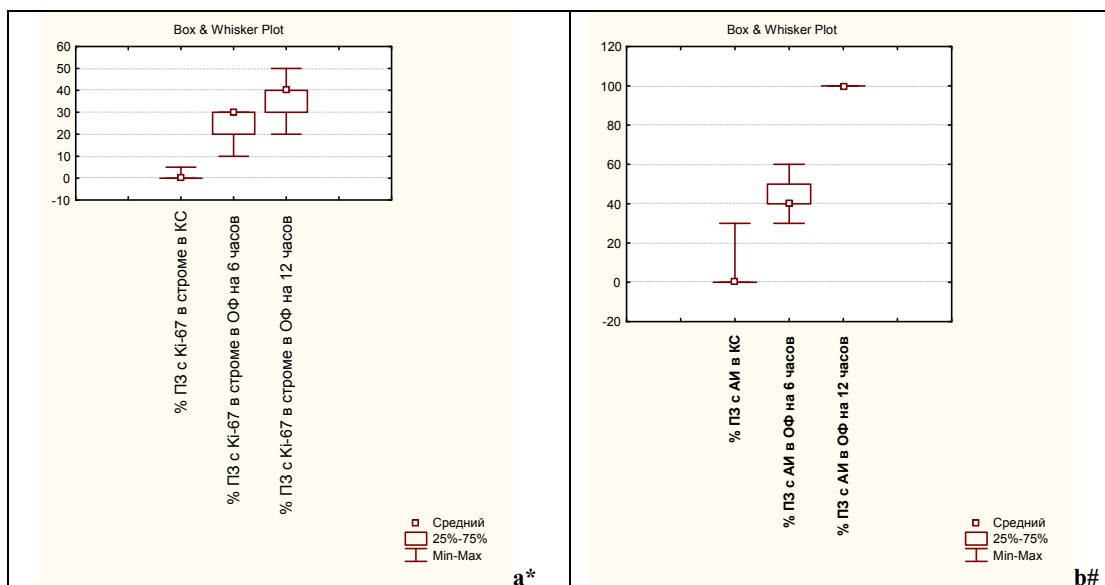 Box & Whisker Plot
60
50
40
30
20
10
0
-10
% ПЗ с Ki-67 в строме в КС
% ПЗ с Ki-67 в строме в ОФ на 6 часов
% ПЗ с Ki-67 в строме в ОФ на 12 часов
Средний
25%-75%
Min-Max
a*
Box & Whisker Plot
120
100
80
60
40
20
0
-20
% ПЗ с АИ в КС
% ПЗ с АИ в ОФ на 6 часов
% ПЗ с АИ в ОФ на 12 часов
Средний
25%-75%
Min-Max
b#